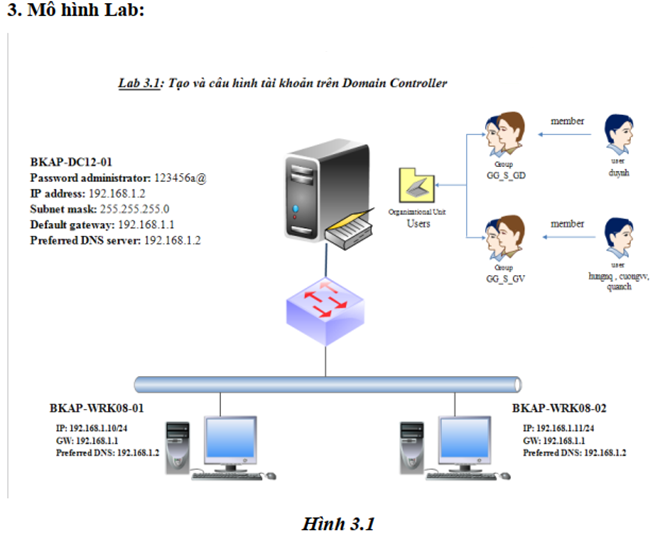 3. Mô hình Lab:
Lab 3.1: Tạo và câu hình tài khoản trên Domain Controller
BKAP-DC12-01
Password administrator: 123456a@
IP address: 192.168.1.2
Subnet mask: 255.255.255.0
Default gateway: 192.168.1.1
Preferred DNS server: 192.168.1.2
Organizational Unit
Users
Group
GG_S_GD
member
user
duynh
Group
GG_S_GV
member
user
hungnq , cuongvv,
quanch
BKAP-WRK08-01
IP: 192.168.1.10/24
GW: 192.168.1.1
Preferred DNS: 192.168.1.2
BKAP-WRK08-02
IP: 192.168.1.11/24
GW: 192.168.1.1
Preferred DNS: 192.168.1.2
Hình 3.1